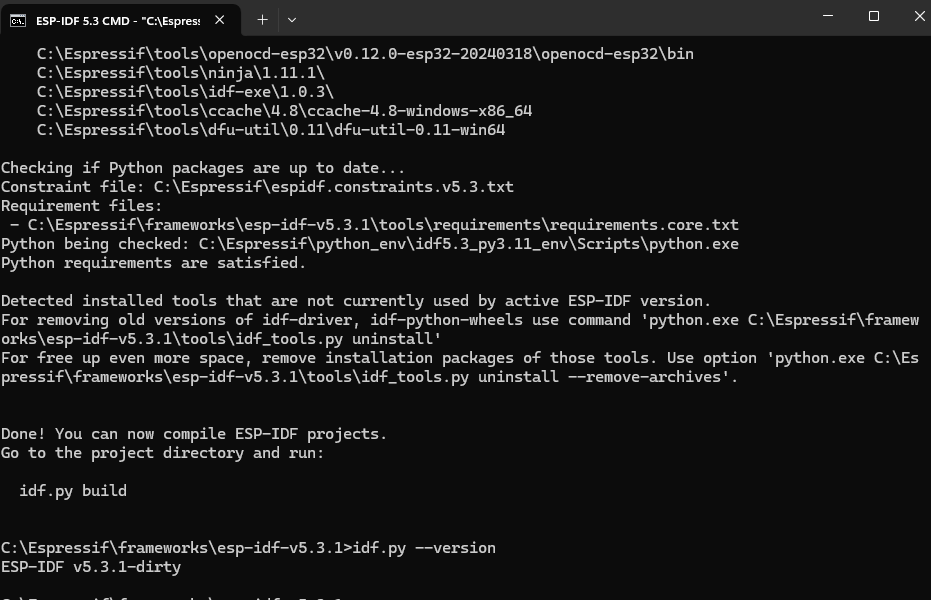 ESP-IDF 5.3 CMD - "C:\Espress
C:\Espressif\tools\openocd-esp32\v0.12.0-esp32-20240318\openocd-esp32\bin
C:\Espressif\tools\ninja\1.11.1\
C:\Espressif\tools\idf-exe\1.0.3\
C:\Espressif\tools\ccache\4.8\ccache-4.8-windows-x86_64
C:\Espressif\tools\dfu-util\0.11\dfu-util-0.11-win64
Checking if Python packages are up to date...
Constraint file: C:\Espressif\espidf.constraints.v5.3.txt
Requirement files:
- C:\Espressif\frameworks\esp-idf-v5.3.1\tools\requirements\requirements.core.txt
Python being checked: C:\Espressif\python_env\idf5.3_py3.11_env\Scripts\python.exe
Python requirements are satisfied.
Detected installed tools that are not currently used by active ESP-IDF version.
For removing old versions of idf-driver, idf-python-wheels use command 'python.exe C:\Espressif\framew
orks\esp-idf-v5.3.1\tools\idf_tools.py uninstall'
For free up even more space, remove installation packages of those tools. Use option 'python.exe C:\Es
pressif\frameworks\esp-idf-v5.3.1\tools\idf_tools.py uninstall --remove-archives'.
Done! You can now compile ESP-IDF projects.
Go to the project directory and run:
idf.py build
C:\Espressif\frameworks\esp-idf-v5.3.1>idf.py --version
ESP-IDF v5.3.1-dirty